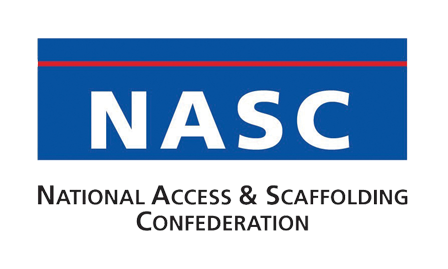 NASC
NATIONAL ACCESS & SCAFFOLDING
CONFEDERATION